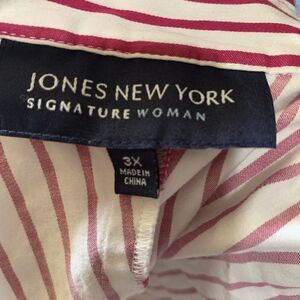 JONES NEW YORK
SIGNATURE WOMAN
3X
MADE IN
CHINA